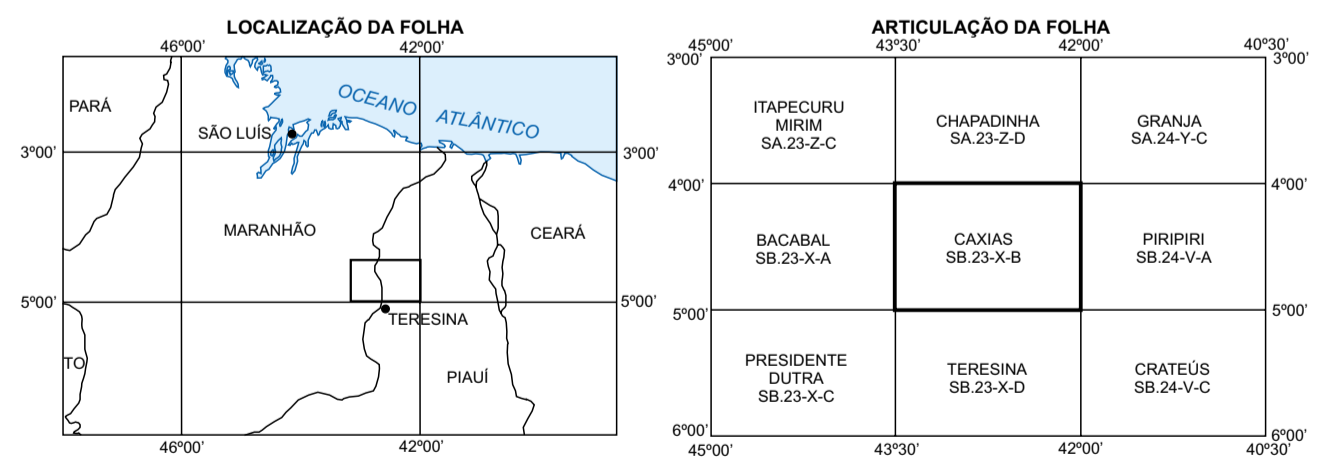 LOCALIZAÇÃO DA FOLHA
46º00' 42º00'
PARÁ
OCEANO ATLÂNTICO
SÃO LUÍS
3º00' 3º00'
MARANHÃO
CEARÁ
5º00' 5º00'
TERESINA
TO
PIAUÍ
46º00' 42º00'
ARTICULAÇÃO DA FOLHA
45º00' 43º30' 42º00' 40º30'
3º00' 3º00'
ITAPECURU
MIRIM
SA.23-Z-C
CHAPADINHA
SA.23-Z-D
GRANJA
SA.24-Y-C
4º00' 4º00'
BACABAL
SB.23-X-A
CAXIAS
SB.23-X-B
PIRIPIRI
SB.24-V-A
5º00' 5º00'
PRESIDENTE
DUTRA
SB.23-X-C
TERESINA
SB.23-X-D
CRATEÚS
SB.24-V-C
6º00' 6º00'
45º00' 43º30' 42º00' 40º30'